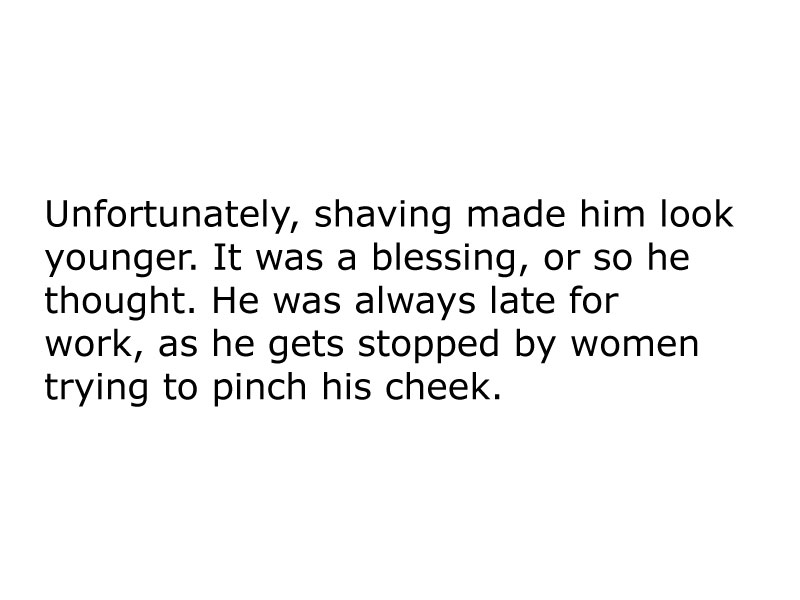 Unfortunately, shaving made him look
younger. It was a blessing, or so he
thought. He was always late for
work, as he gets stopped by women
trying to pinch his cheek.